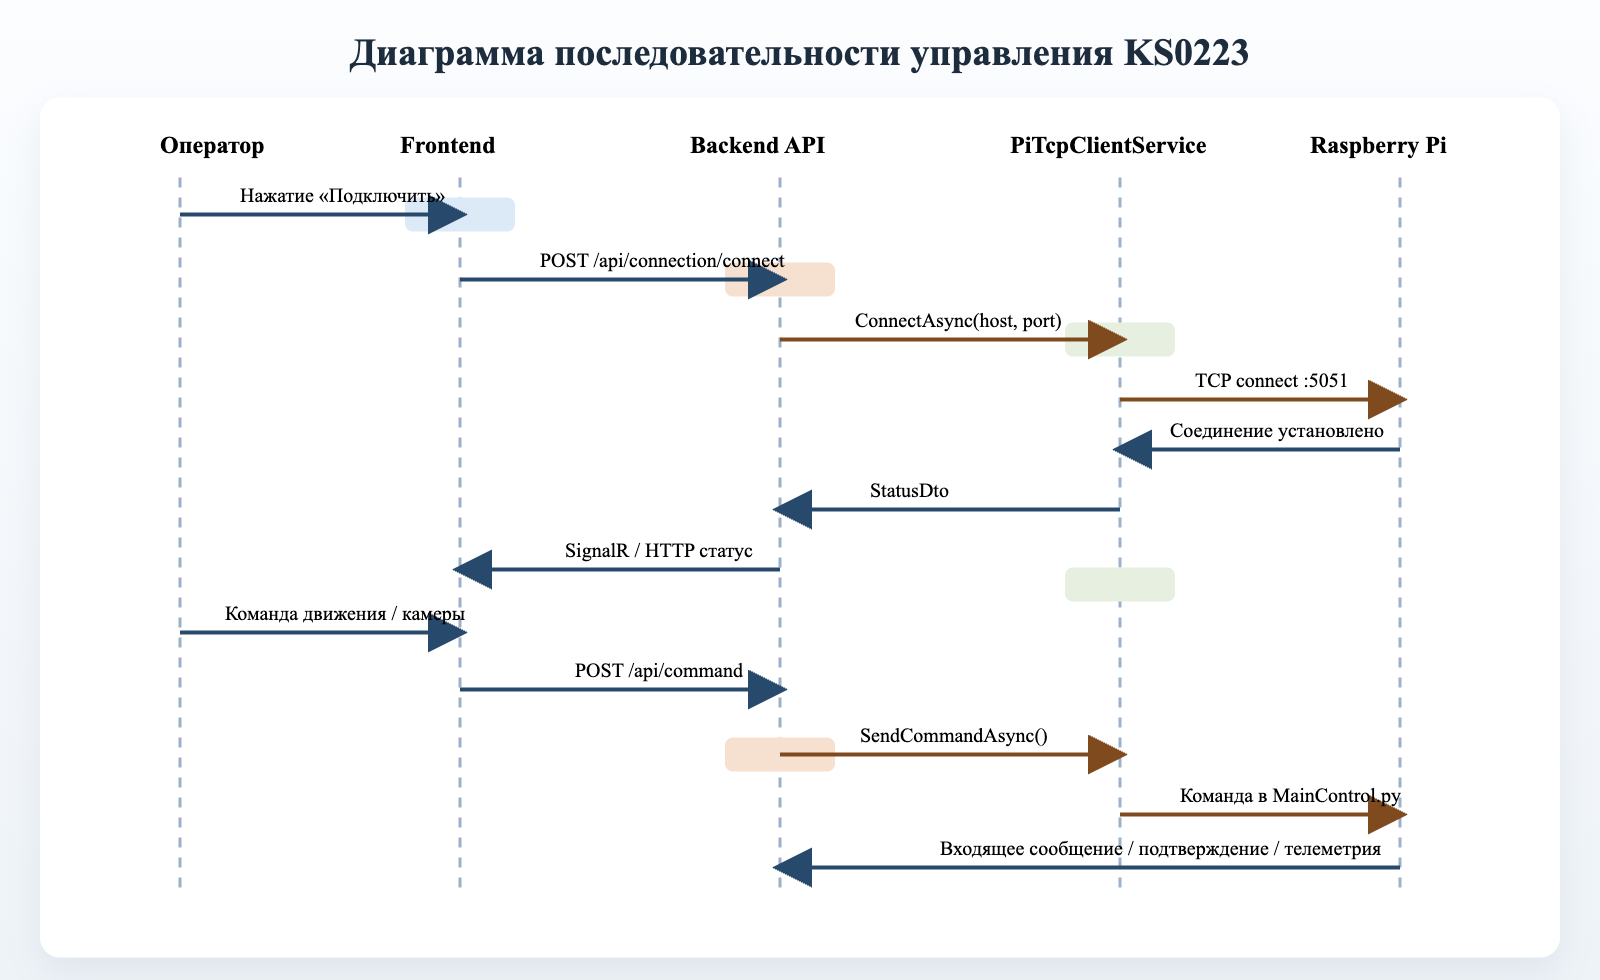 Диаграмма последовательности управления KS0223
Оператор
Frontend
Backend API
PiTcpClientService
Raspberry Pi
Нажатие «Подключить»
POST /api/connection/connect
ConnectAsync(host, port)
TCP connect :5051
Соединение установлено
StatusDto
SignalR / HTTP статус
Команда движения / камеры
POST /api/command
SendCommandAsync()
Команда в MainControl.py
Входящее сообщение / подтверждение / телеметрия